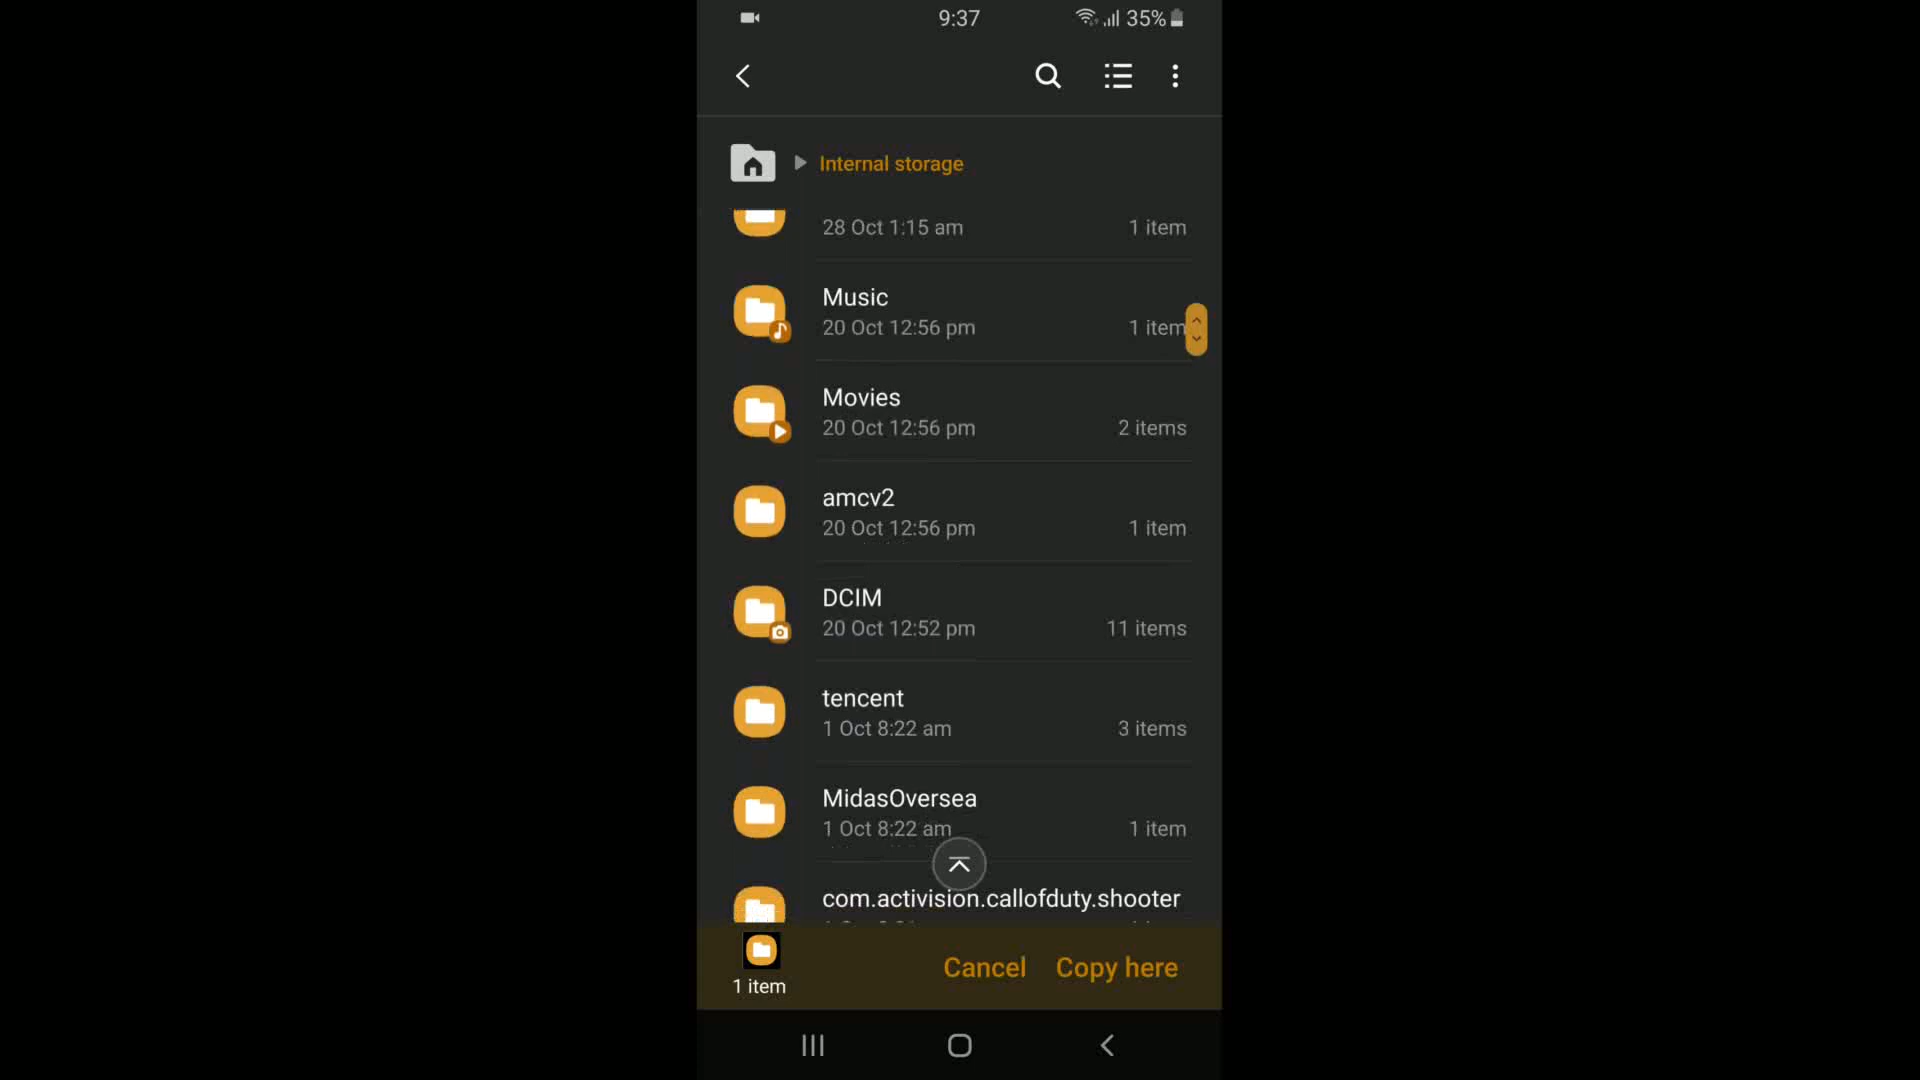 9:37
35%
Internal storage
28 Oct 1:15 am 1 item
Music
20 Oct 12:56 pm 1 item
Movies
20 Oct 12:56 pm 2 items
amcv2
20 Oct 12:56 pm 1 item
DCIM
20 Oct 12:52 pm 11 items
tencent
1 Oct 8:22 am 3 items
MidasOversea
1 Oct 8:22 am 1 item
com.activision.callofduty.shooter
Cancel Copy here
1 item